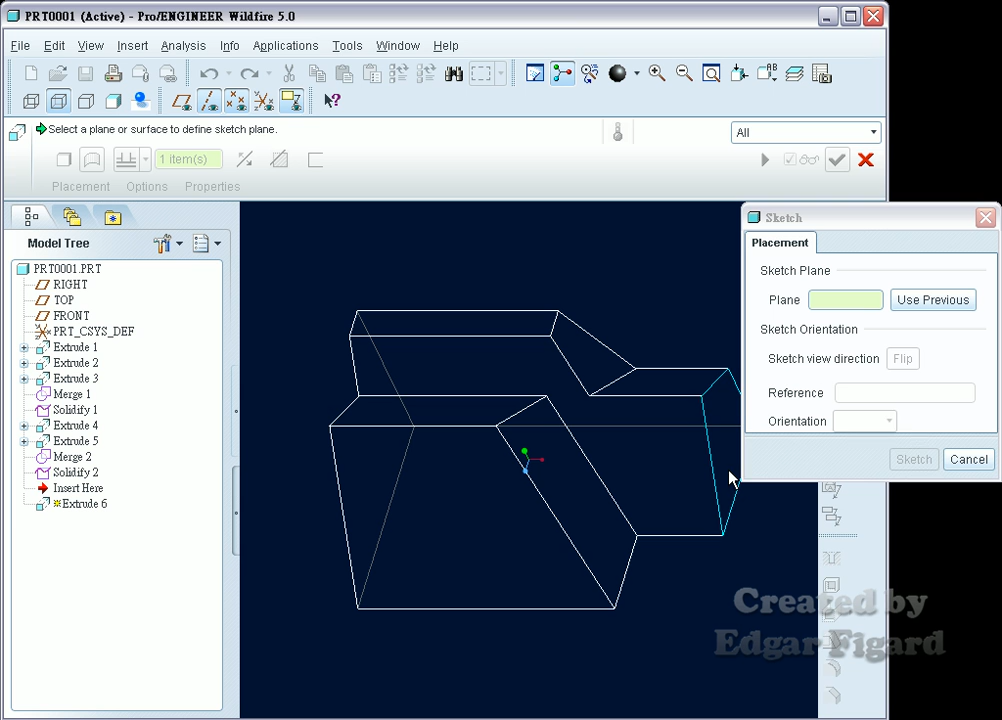 PRT0001 (Active) - Pro/ENGINEER Wildfire 5.0
File Edit View Insert Analysis Info Applications Tools Window Help
Select a plane or surface to define sketch plane.
All
1 item(s)
Placement Options Properties
Sketch
Placement
Sketch Plane
Plane Use Previous
Sketch Orientation
Sketch view direction Flip
Reference
Orientation
Sketch Cancel
Model Tree
PRT0001.PRT
RIGHT
TOP
FRONT
PRT_CSYS_DEF
Extrude 1
Extrude 2
Extrude 3
Merge 1
Solidify 1
Extrude 4
Extrude 5
Merge 2
Solidify 2
Insert Here
Extrude 6
Created by
Edgar Figard